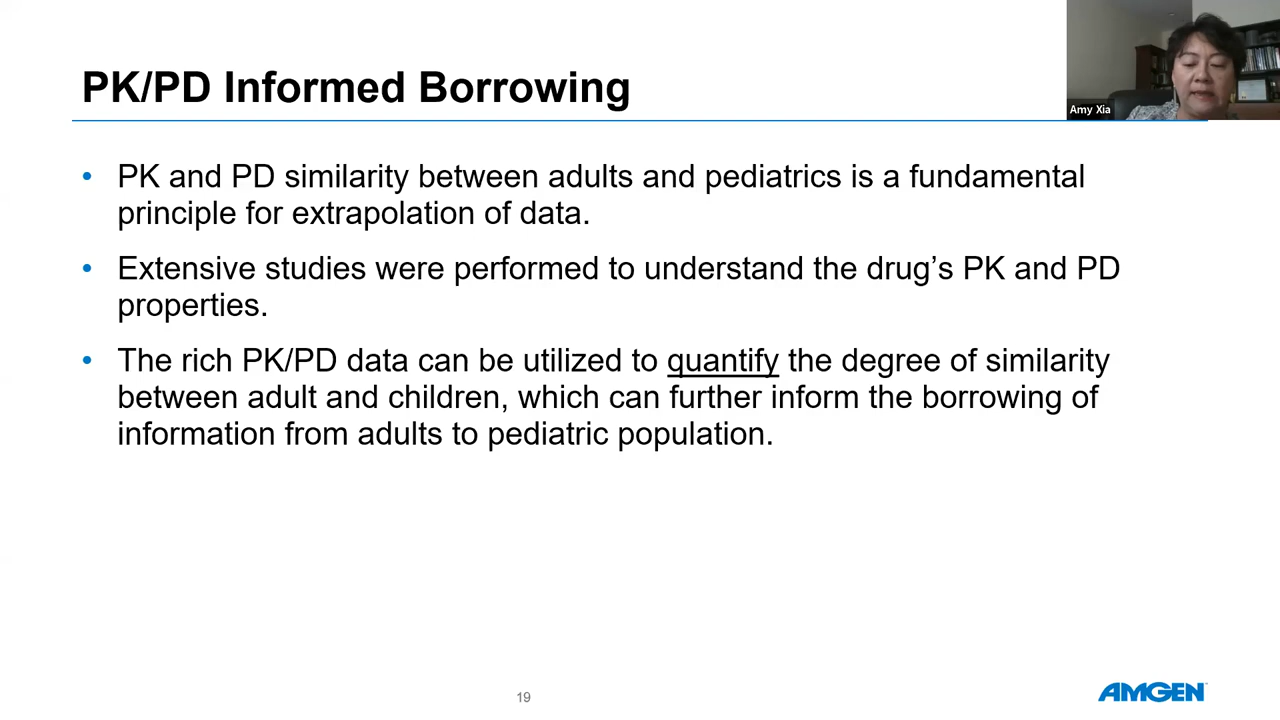 PK/PD Informed Borrowing
Amy Xia
• PK and PD similarity between adults and pediatrics is a fundamental
principle for extrapolation of data.
• Extensive studies were performed to understand the drug’s PK and PD
properties.
• The rich PK/PD data can be utilized to quantify the degree of similarity
between adult and children, which can further inform the borrowing of
information from adults to pediatric population.
19
AMGEN